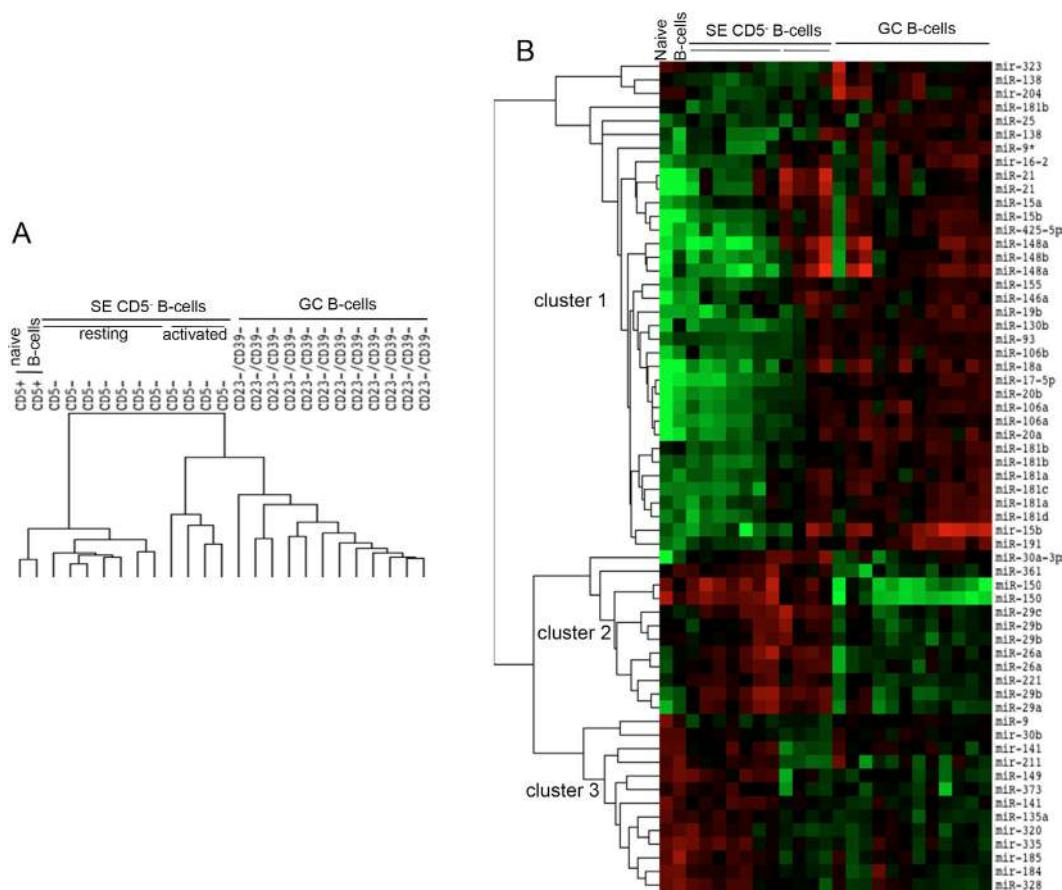 A
SE CD5⁻ B-cells
GC B-cells
resting
activated
naive
B-cells
CD5+
CD5+
CD5-
CD5-
CD5-
CD5-
CD5-
CD5-
CD5-
CD5-
CD5-
CD5-
CD5-
CD23-/CD39-
CD23-/CD39-
CD23-/CD39-
CD23-/CD39-
CD23-/CD39-
CD23-/CD39-
CD23-/CD39-
CD23-/CD39-
CD23-/CD39-
CD23-/CD39-
CD23-/CD39-
CD23-/CD39-
B
Naive
B-cells
SE CD5⁻ B-cells
GC B-cells
cluster 1
cluster 2
cluster 3
mir-323
miR-138
mir-204
miR-181b
miR-25
miR-138
miR-9*
mir-16-2
miR-21
miR-21
miR-15a
miR-15b
miR-425-5p
miR-148a
miR-148b
miR-148a
miR-155
miR-146a
miR-19b
miR-130b
miR-93
miR-106b
miR-18a
miR-17-5p
miR-20b
miR-106a
miR-106a
miR-20a
miR-181b
miR-181b
miR-181a
miR-181c
miR-181a
miR-181d
mir-15b
miR-191
miR-30a-3p
miR-361
miR-150
miR-150
miR-29c
miR-29b
miR-29b
miR-26a
miR-26a
miR-221
miR-29b
miR-29a
miR-9
mir-30b
mir-141
mir-211
miR-149
miR-373
miR-141
miR-135a
mir-320
mir-335
mir-185
mir-184
miR-328